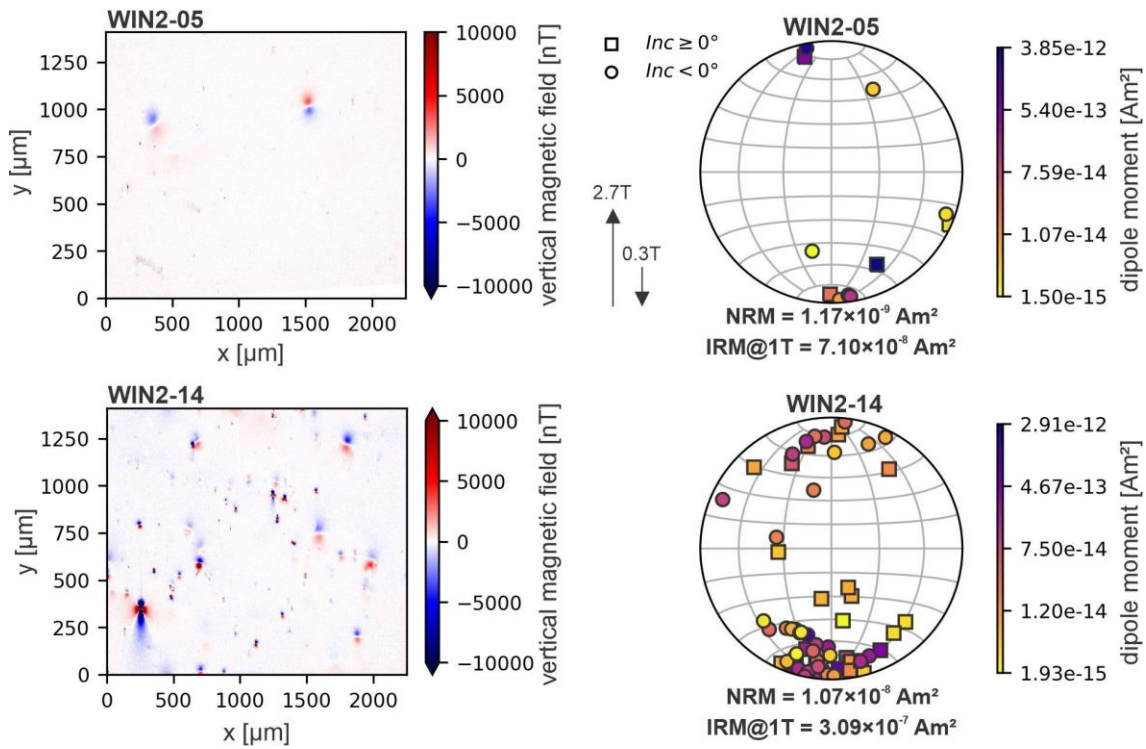 WIN2-05
1250
1000
750
500
250
0
y [µm]
0 500 1000 1500 2000
x [µm]
10000
5000
0
−5000
−10000
vertical magnetic field [nT]
Inc ≥ 0°
Inc < 0°
2.7T
0.3T
WIN2-05
NRM = 1.17×10⁻⁹ Am²
IRM@1T = 7.10×10⁻⁸ Am²
3.85e-12
5.40e-13
7.59e-14
1.07e-14
1.50e-15
dipole moment [Am²]
WIN2-14
1250
1000
750
500
250
0
y [µm]
0 500 1000 1500 2000
x [µm]
10000
5000
0
−5000
−10000
vertical magnetic field [nT]
WIN2-14
NRM = 1.07×10⁻⁸ Am²
IRM@1T = 3.09×10⁻⁷ Am²
2.91e-12
4.67e-13
7.50e-14
1.20e-14
1.93e-15
dipole moment [Am²]